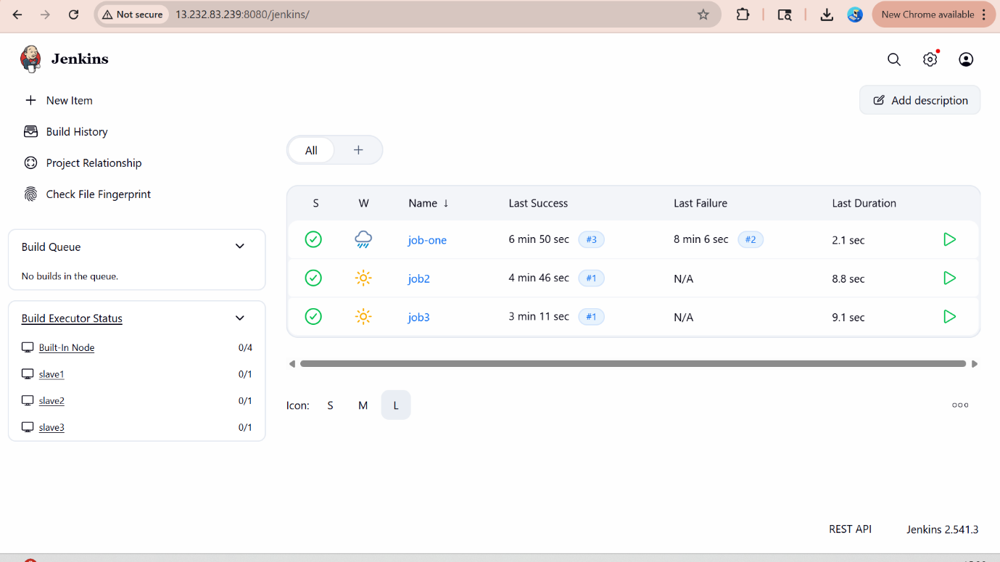 Not secure 13.232.83.239:8080/jenkins/ New Chrome available
Jenkins
New Item
Add description
Build History
Project Relationship
Check File Fingerprint
All
S W Name ↓ Last Success Last Failure Last Duration
job-one 6 min 50 sec #3 8 min 6 sec #2 2.1 sec
job2 4 min 46 sec #1 N/A 8.8 sec
job3 3 min 11 sec #1 N/A 9.1 sec
Build Queue
No builds in the queue.
Build Executor Status
Built-In Node 0/4
slave1 0/1
slave2 0/1
slave3 0/1
Icon: S M L
REST API Jenkins 2.541.3